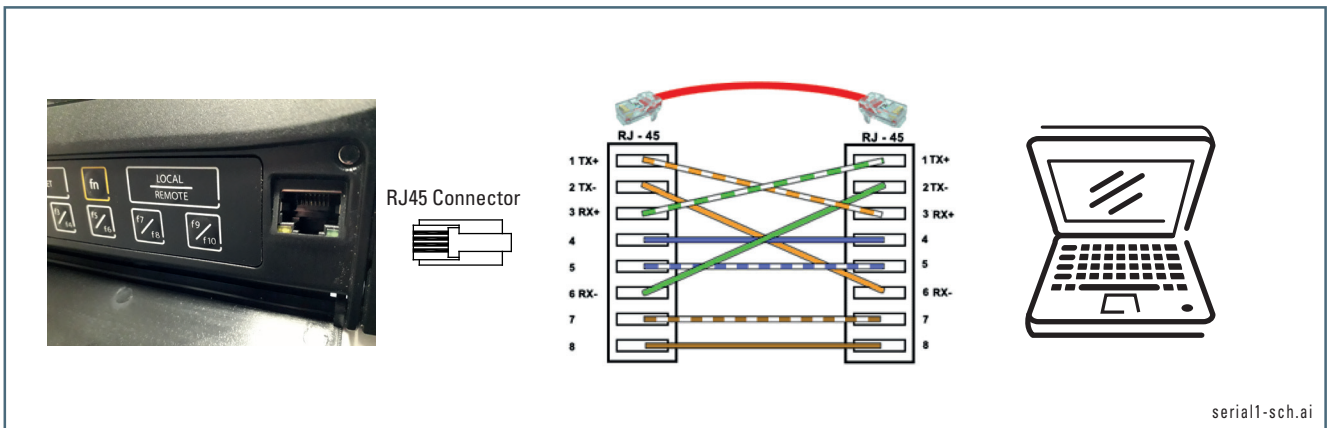 fn
LOCAL
REMOTE
f5/f6
f7/f8
f9/f10
RJ45 Connector
RJ - 45
1 TX+
2 TX-
3 RX+
4
5
6 RX-
7
8
RJ - 45
1 TX+
2 TX-
3 RX+
4
5
6 RX-
7
8
serial1-sch.ai